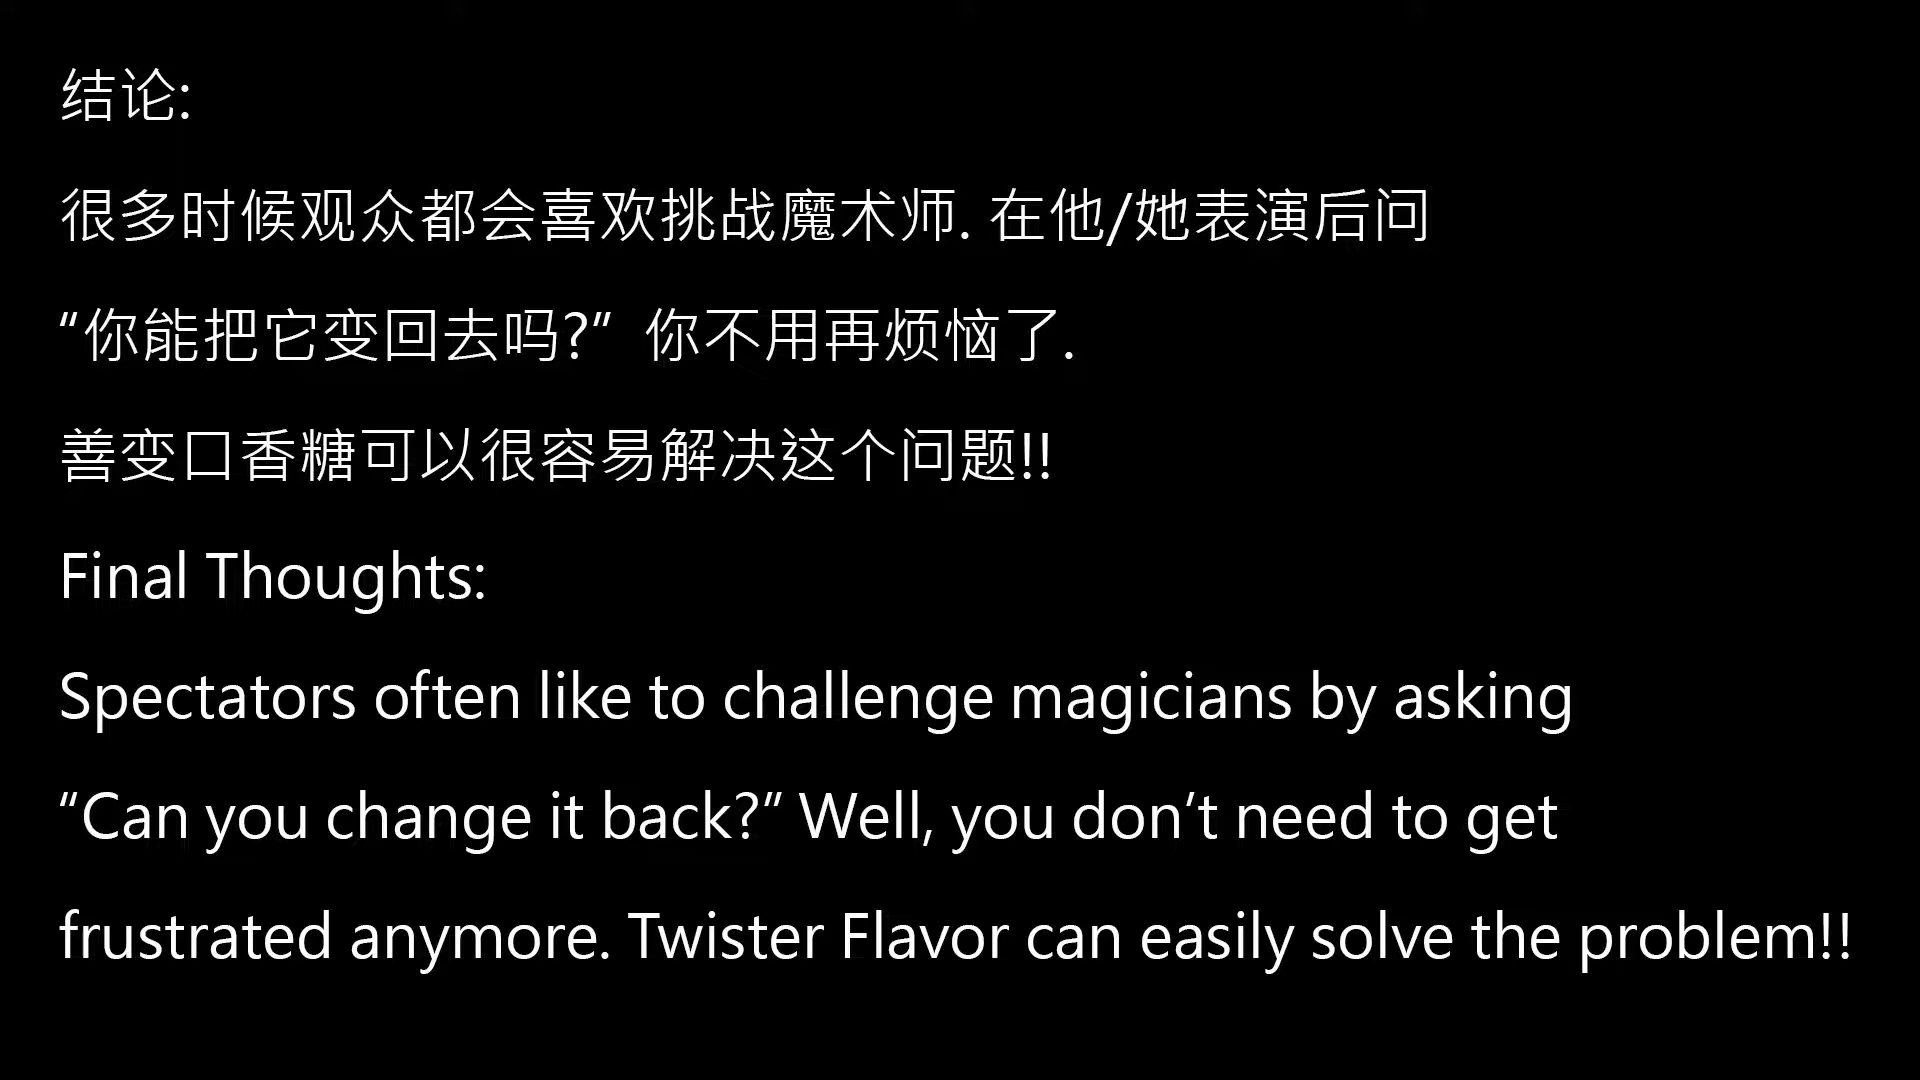 结论:
很多时候观众都会喜欢挑战魔术师. 在他/她表演后问
“你能把它变回去吗?” 你不用再烦恼了.
善变口香糖可以很容易解决这个问题!!
Final Thoughts:
Spectators often like to challenge magicians by asking
“Can you change it back?” Well, you don’t need to get
frustrated anymore. Twister Flavor can easily solve the problem!!